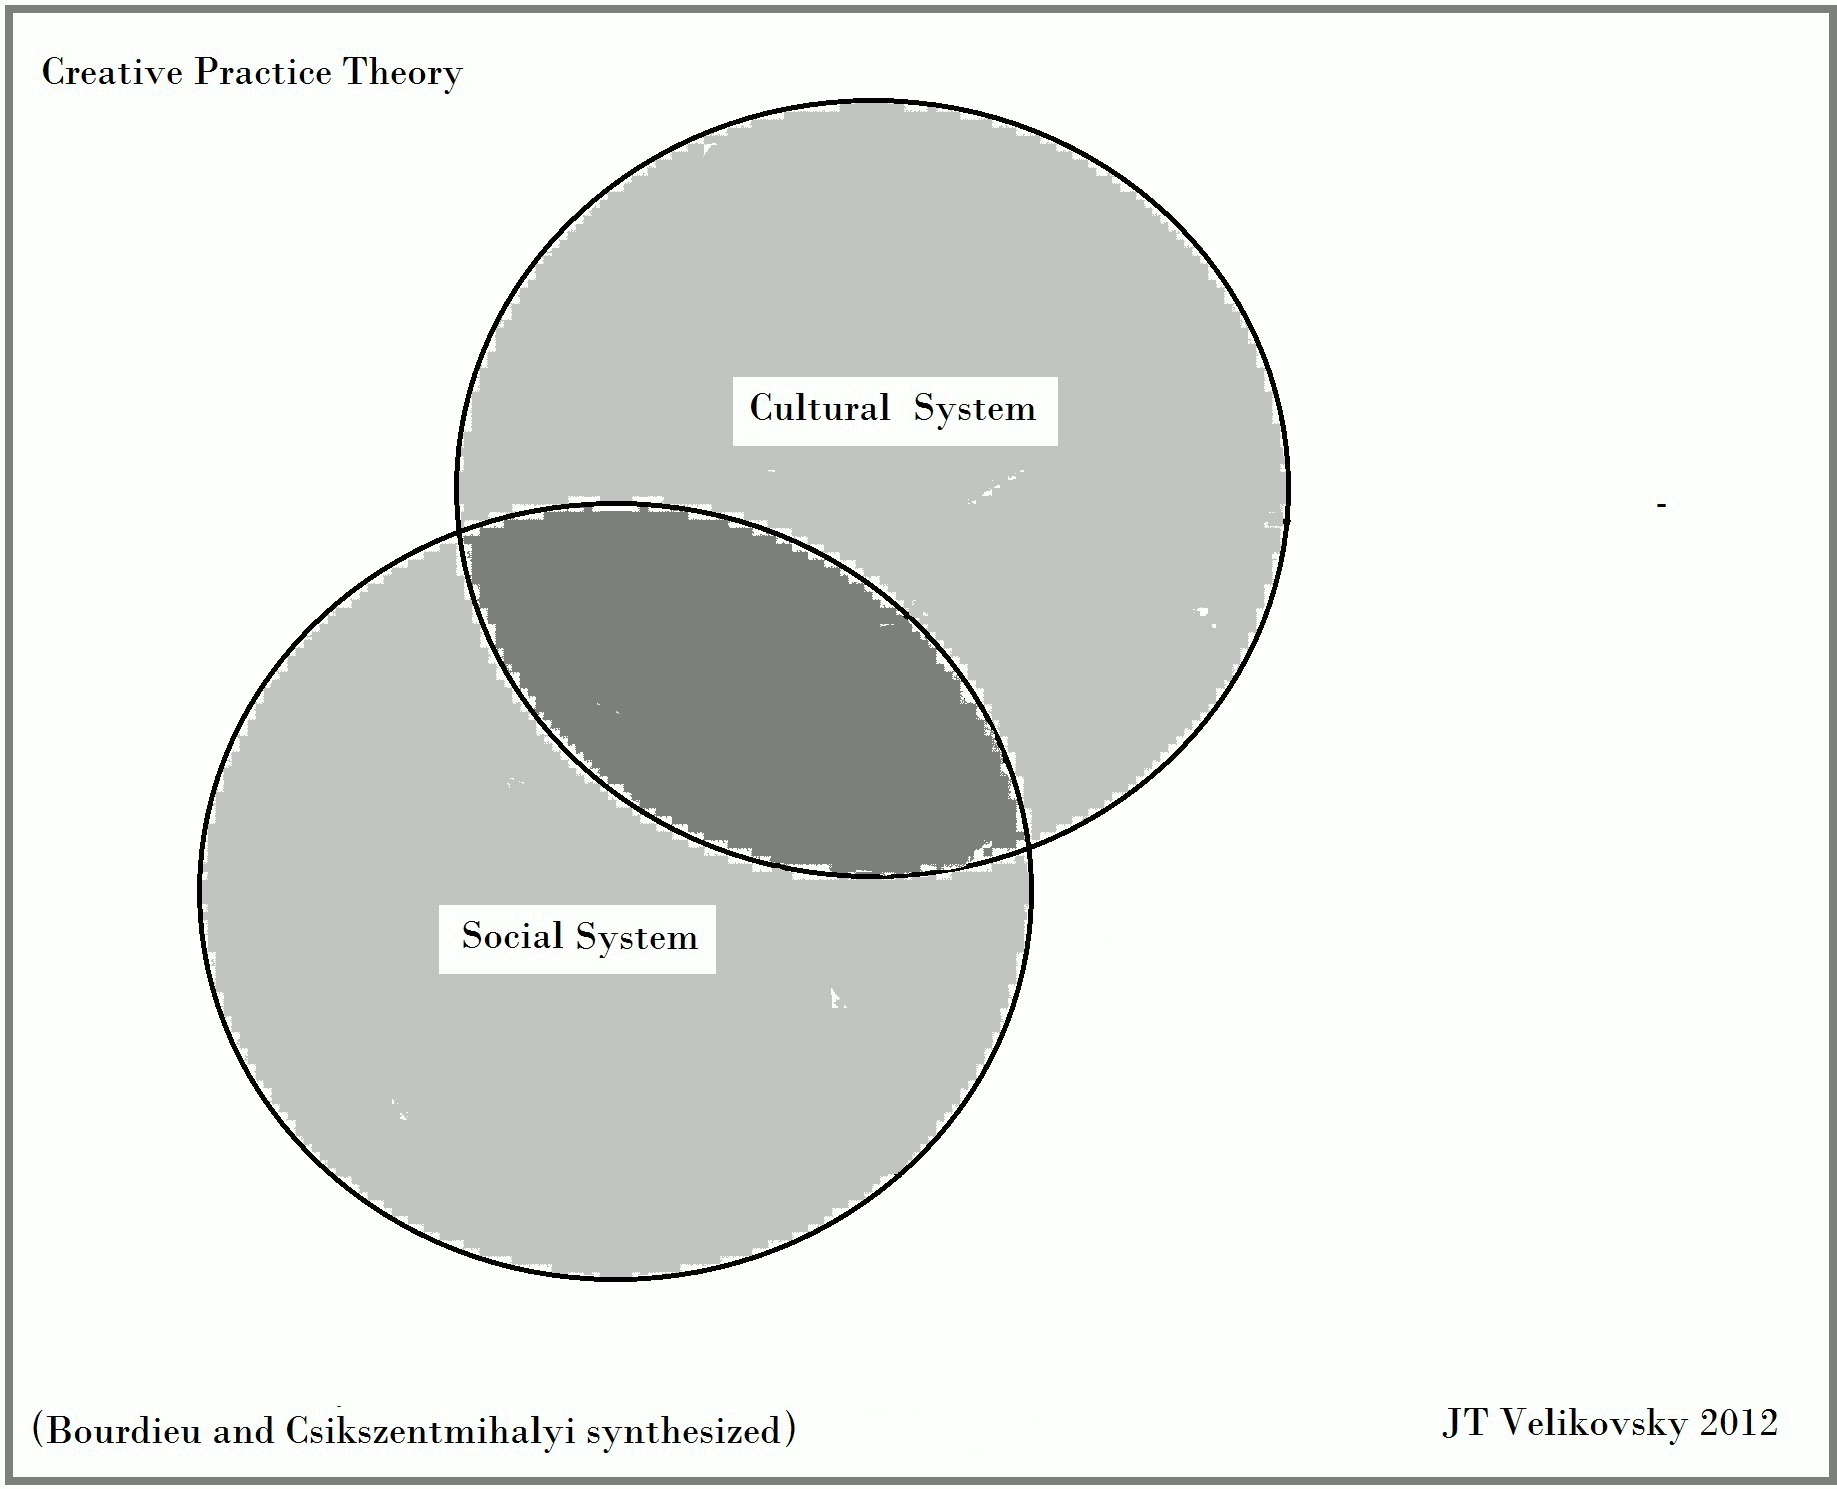 Creative Practice Theory
Cultural System
Social System
(Bourdieu and Csikszentmihalyi synthesized)
JT Velikovsky 2012